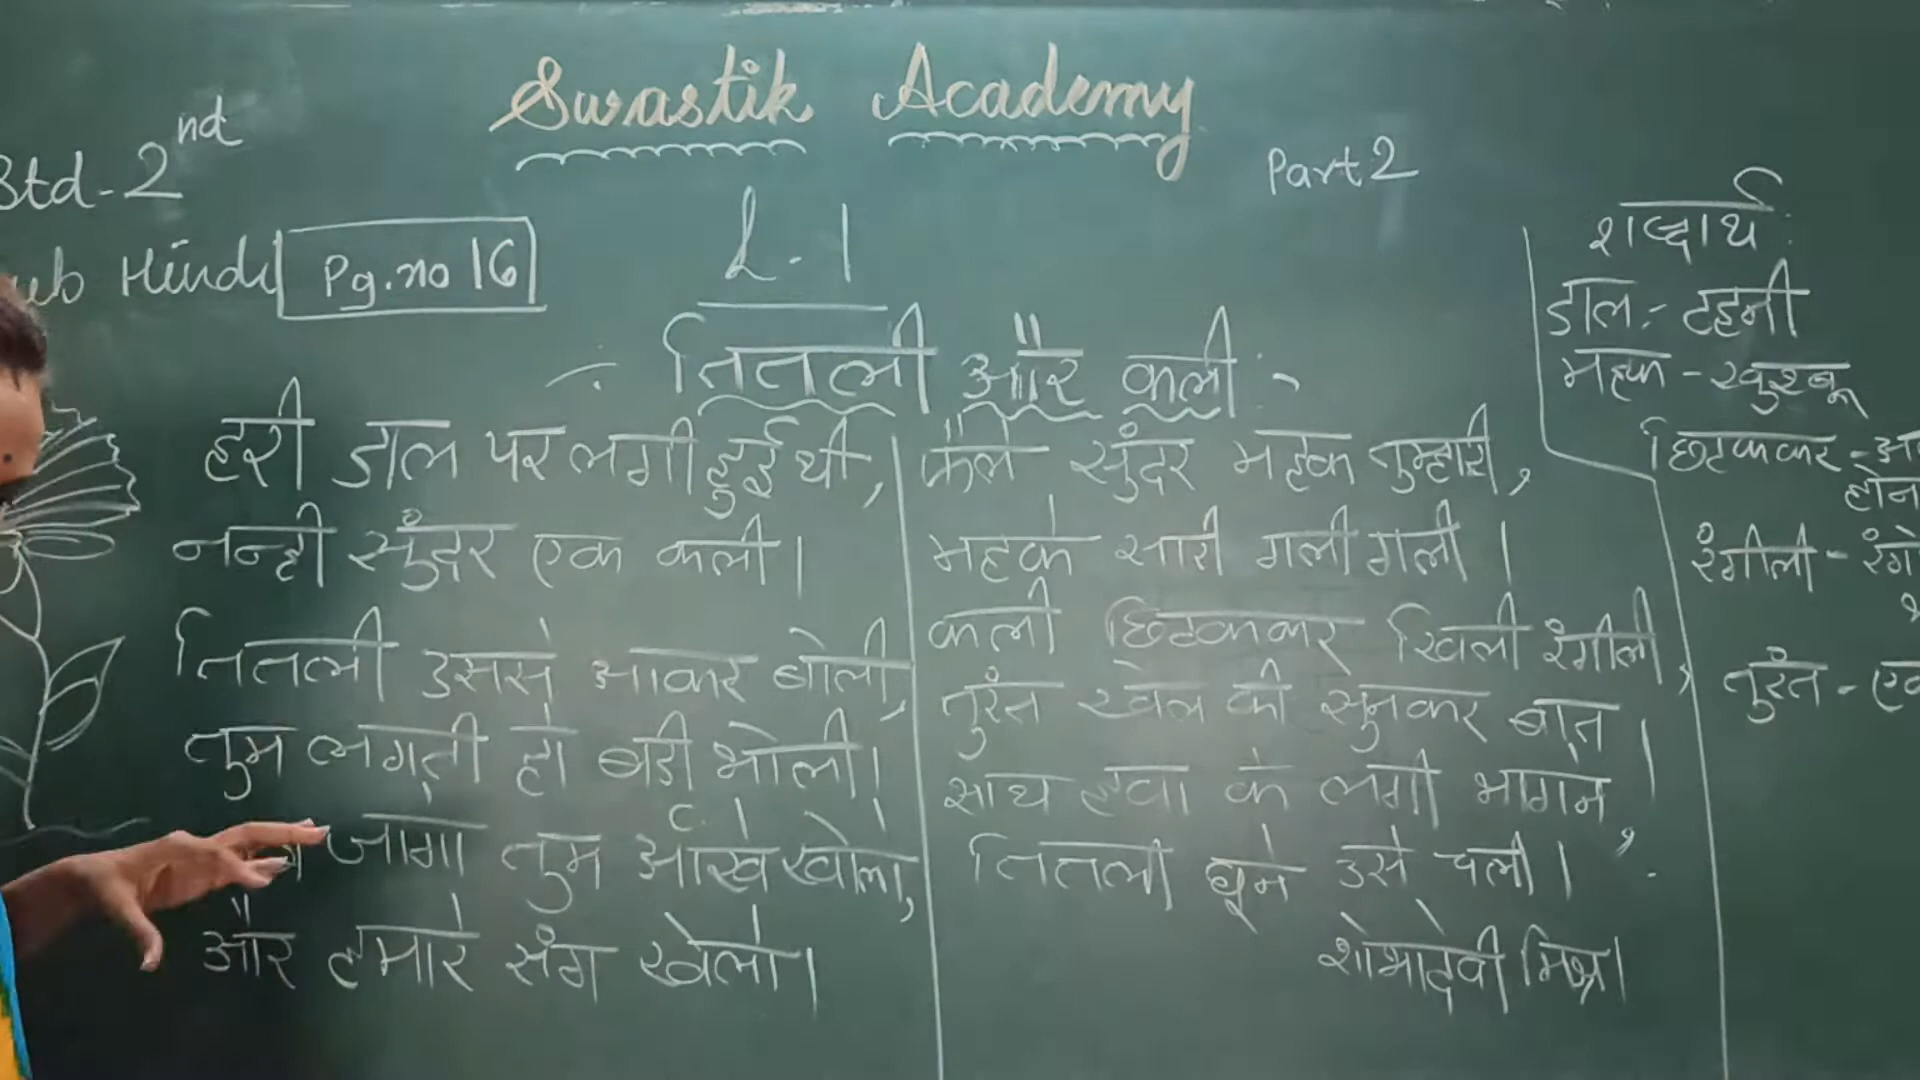 Swastik Academy
Std-2nd
Part 2
Sub Hindi
Pg.no 16
L-1
तितली और कली
हरी डाल पर लगी हुई थी,
नन्ही सुंदर एक कली।
तितली उससे आकर बोली,
तुम लगती हो बडी भोली।
जागो तुम आँखे खोलो,
और हमारे संग खेलो।
फैले सुंदर महक तुम्हारी,
महके सारी गली गली।
कली छिटककर खिली रंगीली,
तुरंत खेल की सुनकर बात।
साथ हवा के लगी भागने,
तितली छूने उसे चली।
शोभादेवी मिश्र।
शब्दार्थ
डाल:- टहनी
महक - खुश्बू
छिटककर -
रंगीली -
तुरंत -